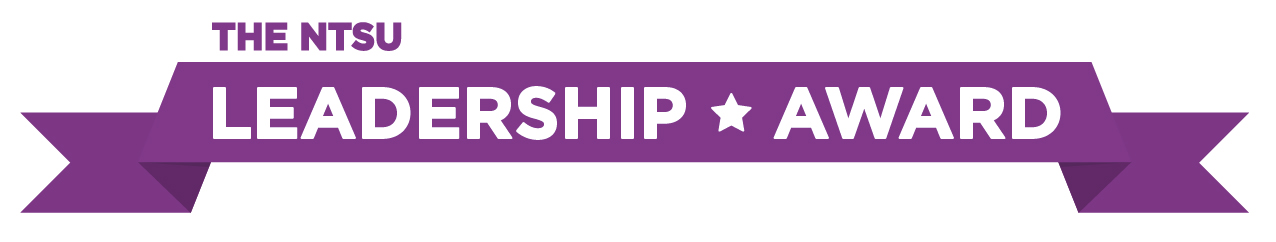 THE NTSU
LEADERSHIP ★ AWARD